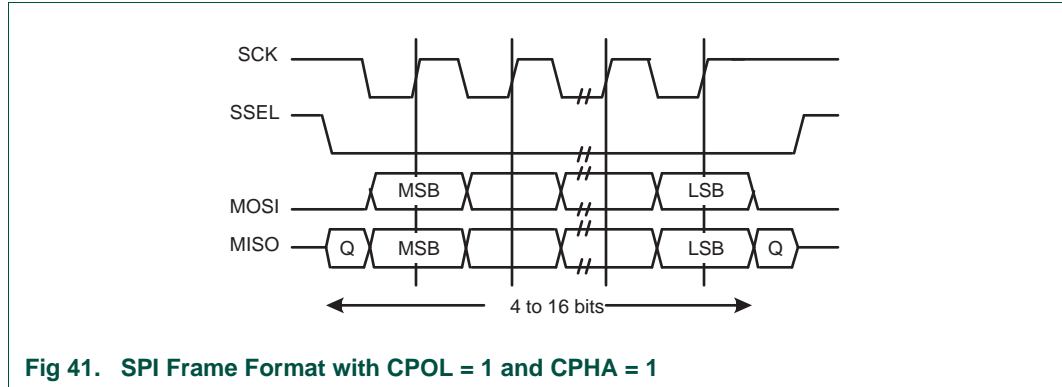 SCK
SSEL
MOSI MSB LSB
MISO Q MSB LSB Q
4 to 16 bits
Fig 41. SPI Frame Format with CPOL = 1 and CPHA = 1